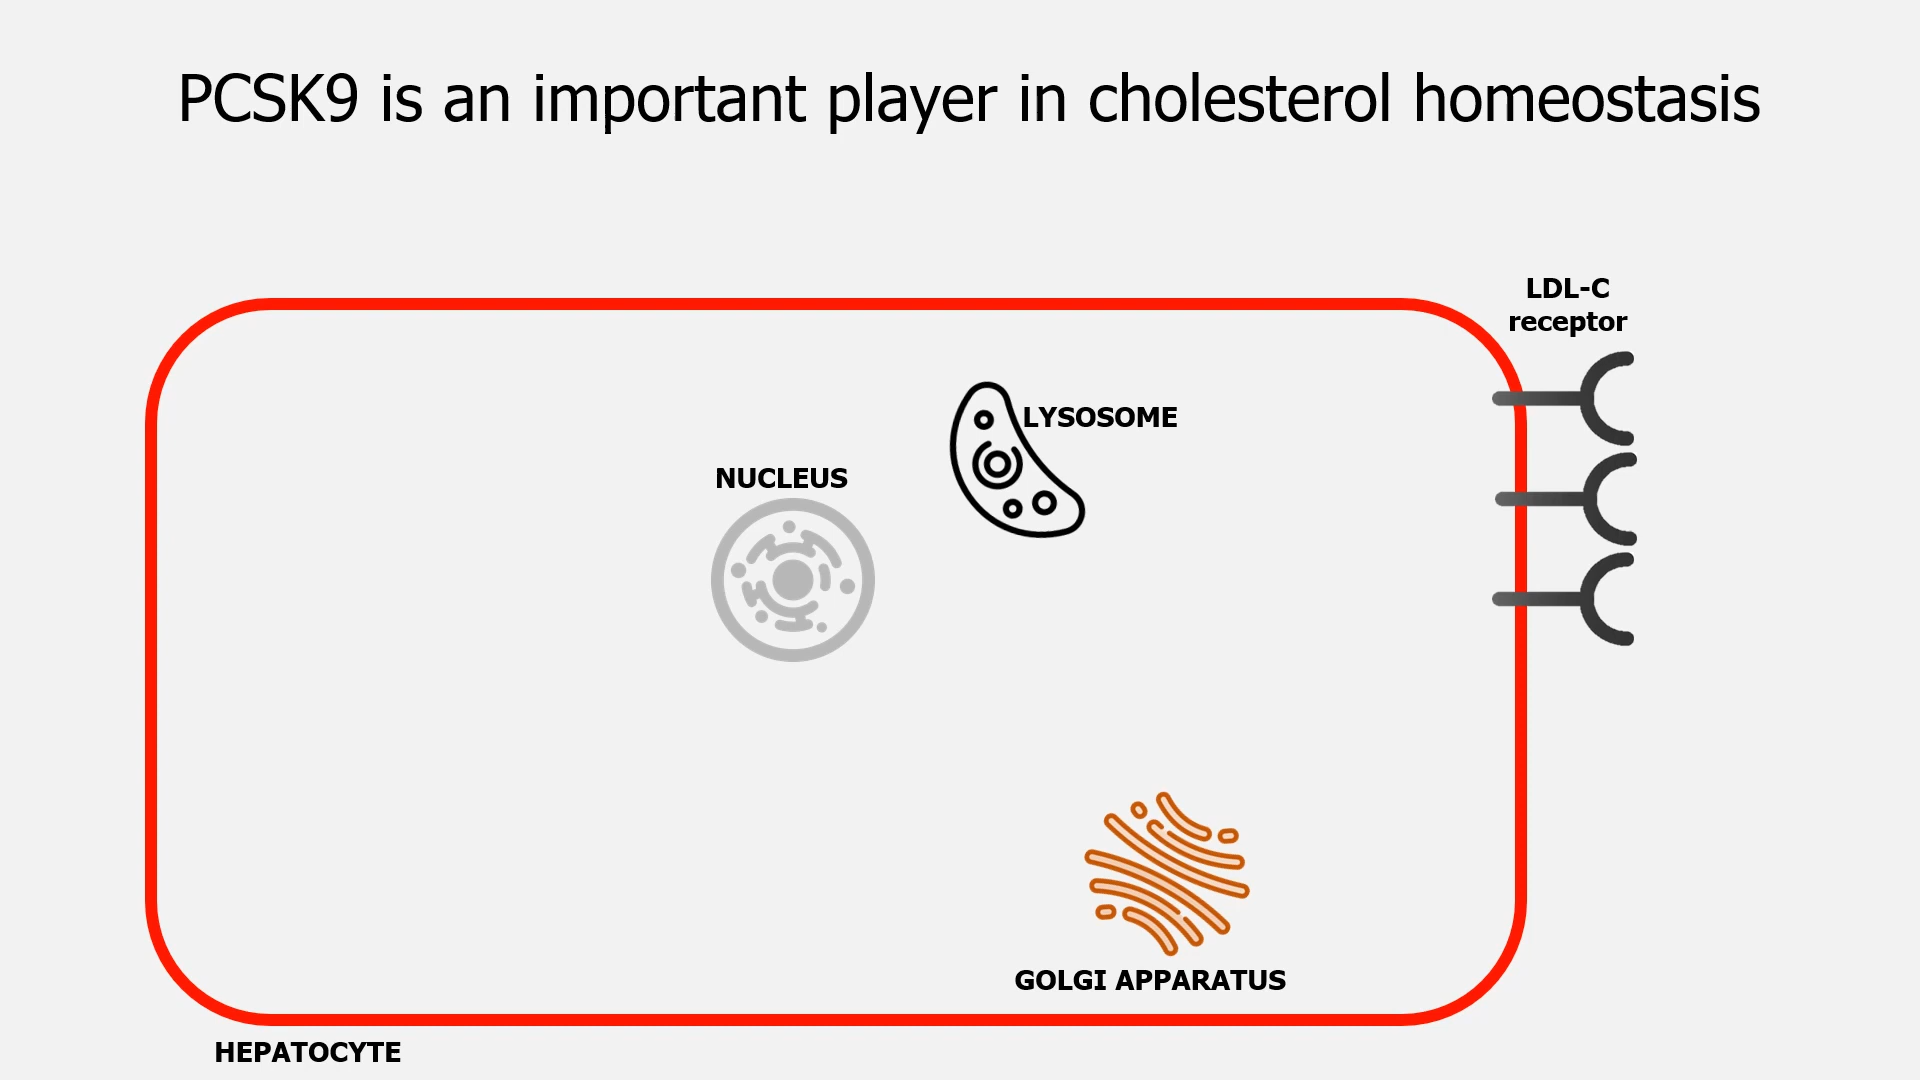 PCSK9 is an important player in cholesterol homeostasis
LDL-C
receptor
LYSOSOME
NUCLEUS
GOLGI APPARATUS
HEPATOCYTE